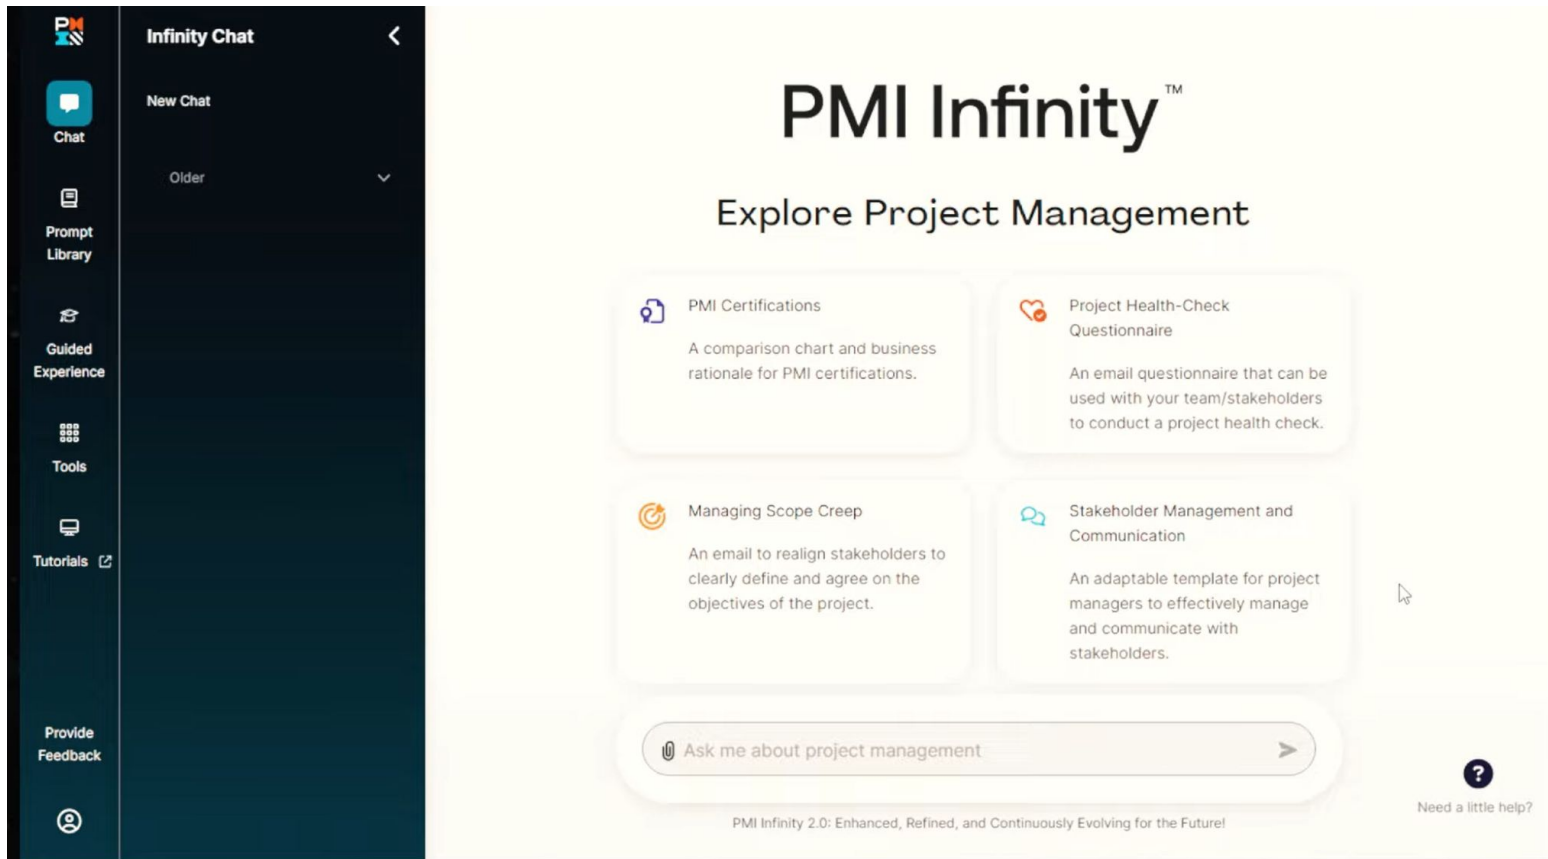 PMI
Infinity Chat
New Chat
Older
Chat
Prompt
Library
Guided
Experience
Tools
Tutorials
Provide
Feedback
PMI Infinity™
Explore Project Management
PMI Certifications
A comparison chart and business
rationale for PMI certifications.
Project Health-Check
Questionnaire
An email questionnaire that can be
used with your team/stakeholders
to conduct a project health check.
Managing Scope Creep
An email to realign stakeholders to
clearly define and agree on the
objectives of the project.
Stakeholder Management and
Communication
An adaptable template for project
managers to effectively manage
and communicate with
stakeholders.
Ask me about project management
PMI Infinity 2.0: Enhanced, Refined, and Continuously Evolving for the Future!
?
Need a little help?